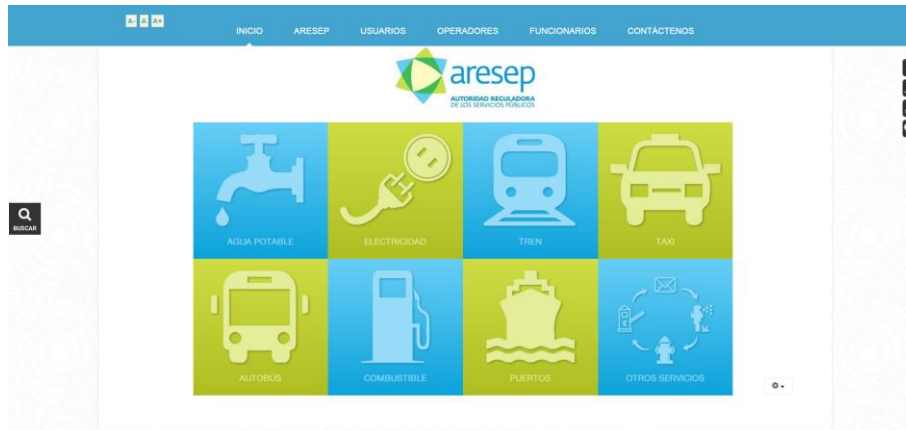 A- A A+
INICIO ARESEP USUARIOS OPERADORES FUNCIONARIOS CONTÁCTENOS
aresep
AUTORIDAD REGULADORA
DE LOS SERVICIOS PÚBLICOS
BUSCAR
AGUA POTABLE ELECTRICIDAD TREN TAXI
AUTOBÚS COMBUSTIBLE PUERTOS OTROS SERVICIOS